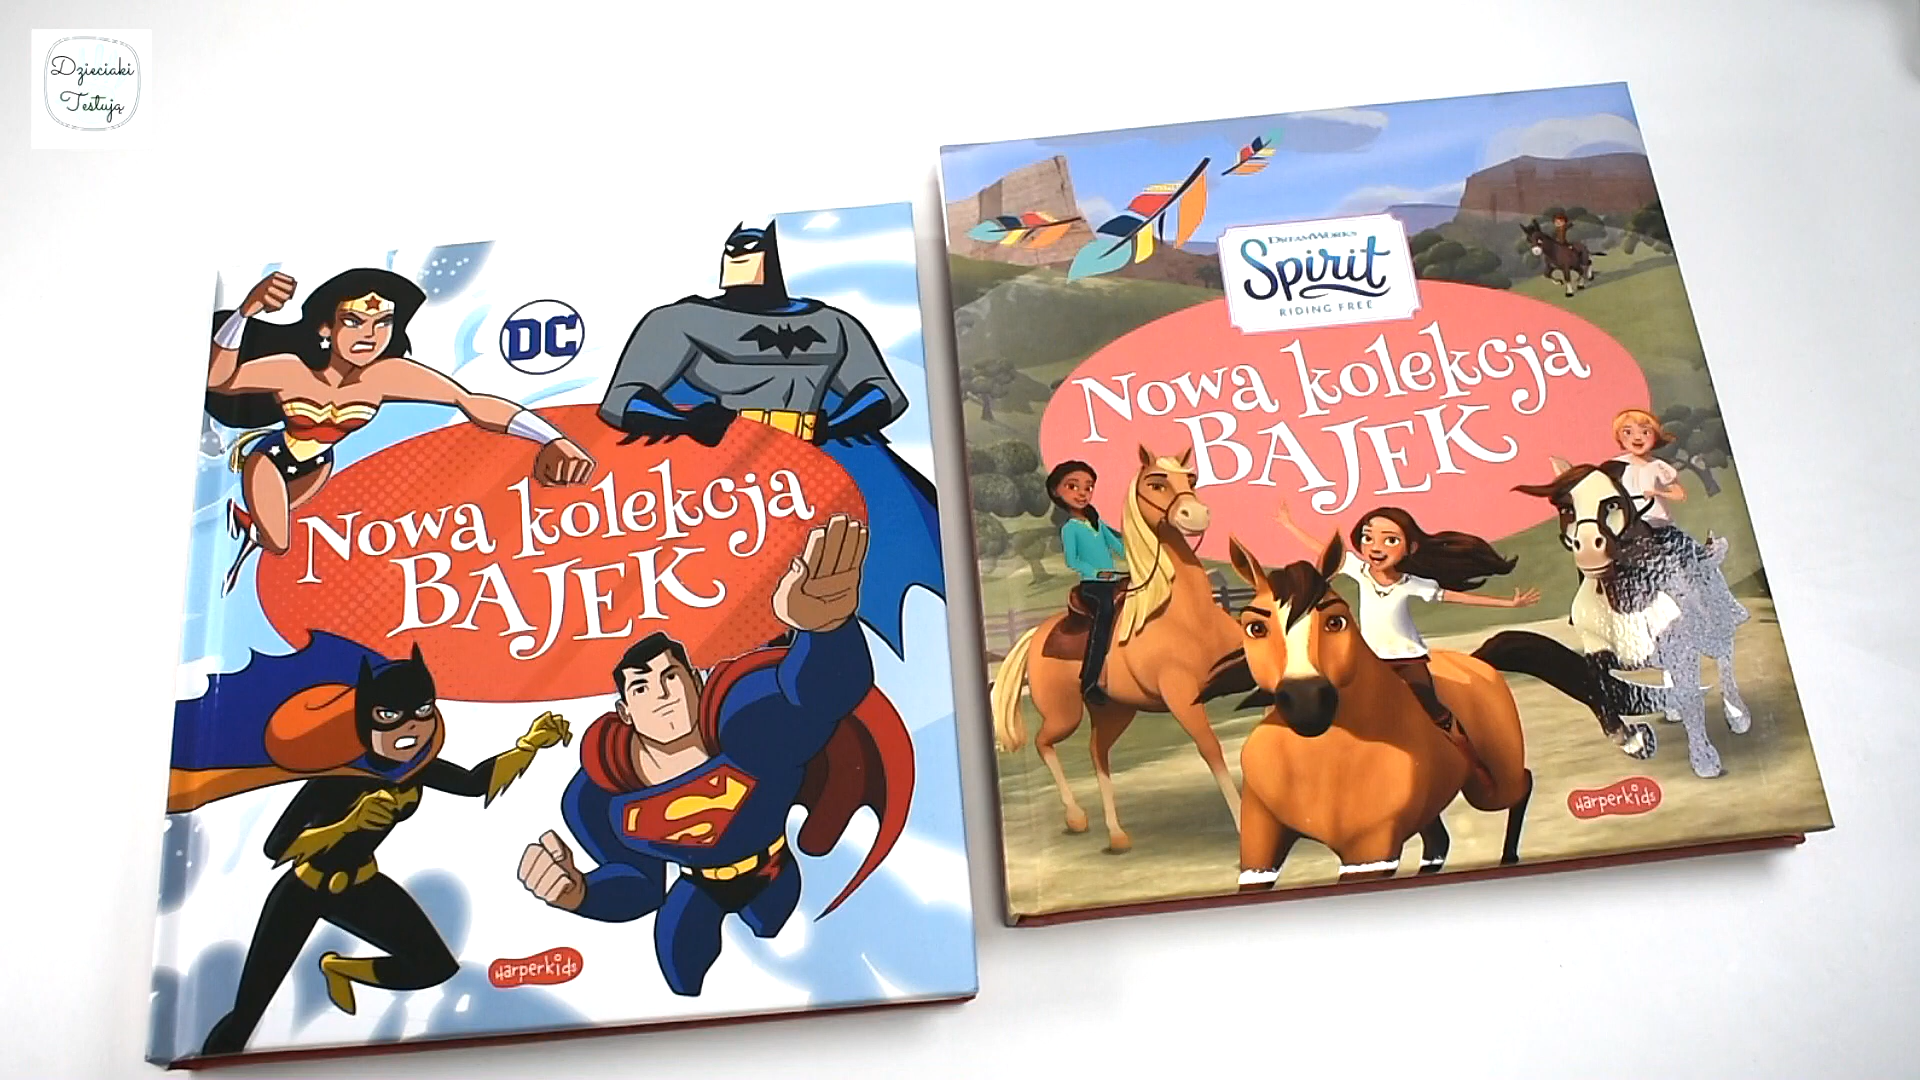 Dzieciaki
Testują
DC
Nowa kolekcja
BAJEK
HarperKids
DREAMWORKS
Spirit
RIDING FREE
Nowa kolekcja
BAJEK
HarperKids